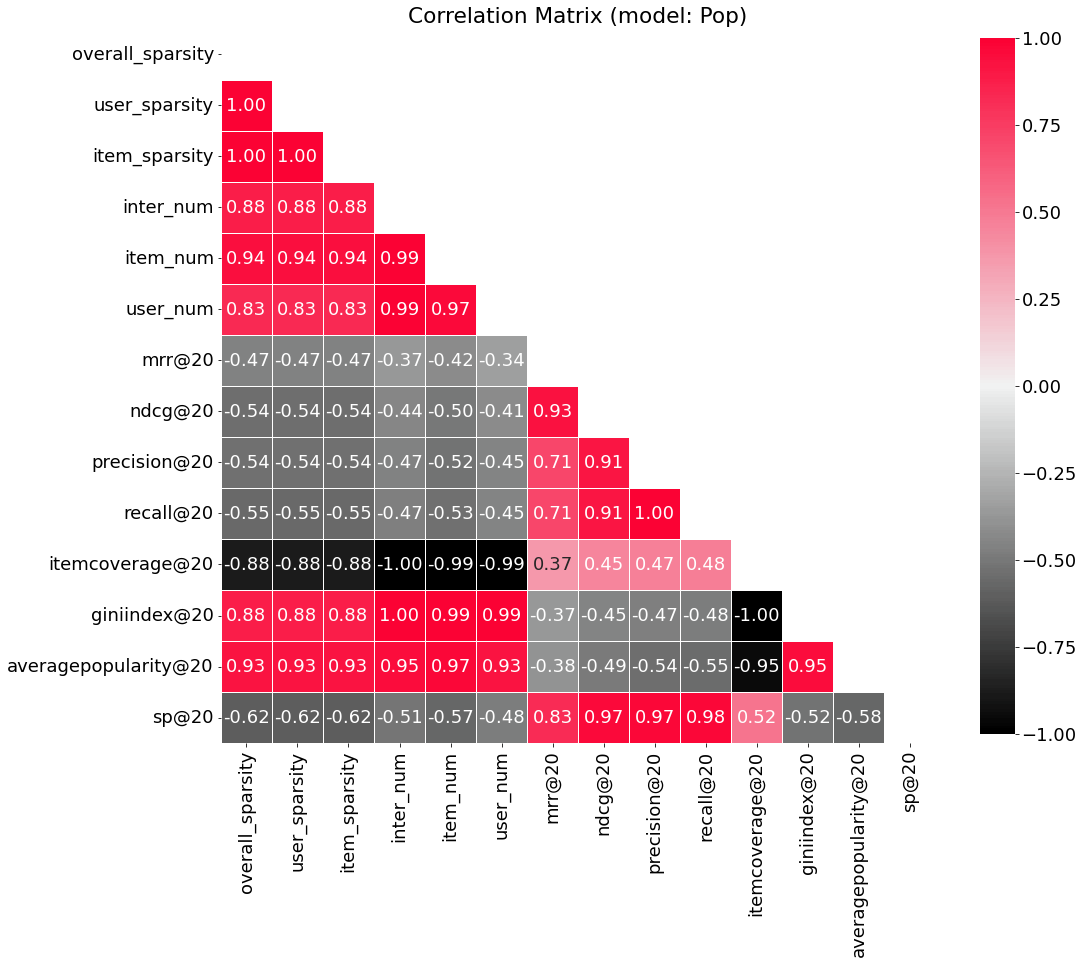 Correlation Matrix (model: Pop)
overall_sparsity
user_sparsity 1.00
item_sparsity 1.00 1.00
inter_num 0.88 0.88 0.88
item_num 0.94 0.94 0.94 0.99
user_num 0.83 0.83 0.83 0.99 0.97
mrr@20 -0.47 -0.47 -0.47 -0.37 -0.42 -0.34
ndcg@20 -0.54 -0.54 -0.54 -0.44 -0.50 -0.41 0.93
precision@20 -0.54 -0.54 -0.54 -0.47 -0.52 -0.45 0.71 0.91
recall@20 -0.55 -0.55 -0.55 -0.47 -0.53 -0.45 0.71 0.91 1.00
itemcoverage@20 -0.88 -0.88 -0.88 -1.00 -0.99 -0.99 0.37 0.45 0.47 0.48
giniindex@20 0.88 0.88 0.88 1.00 0.99 0.99 -0.37 -0.45 -0.47 -0.48 -1.00
averagepopularity@20 0.93 0.93 0.93 0.95 0.97 0.93 -0.38 -0.49 -0.54 -0.55 -0.95 0.95
sp@20 -0.62 -0.62 -0.62 -0.51 -0.57 -0.48 0.83 0.97 0.97 0.98 0.52 -0.52 -0.58
overall_sparsity
user_sparsity
item_sparsity
inter_num
item_num
user_num
mrr@20
ndcg@20
precision@20
recall@20
itemcoverage@20
giniindex@20
averagepopularity@20
sp@20
1.00
0.75
0.50
0.25
0.00
−0.25
−0.50
−0.75
−1.00